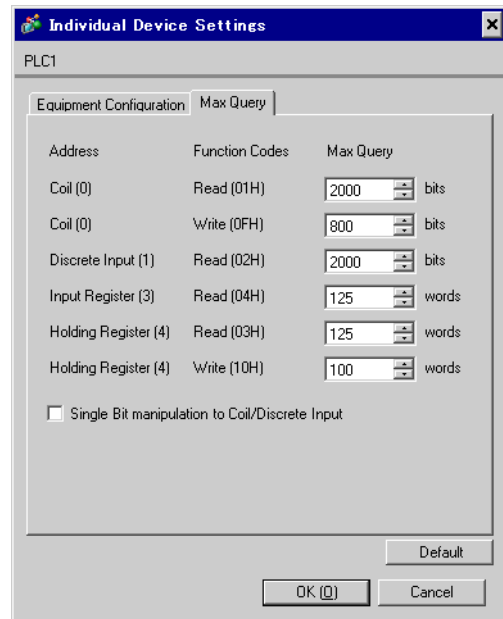 Individual Device Settings
PLC1
Equipment Configuration Max Query
Address Function Codes Max Query
Coil (0) Read (01H) 2000 bits
Coil (0) Write (0FH) 800 bits
Discrete Input (1) Read (02H) 2000 bits
Input Register (3) Read (04H) 125 words
Holding Register (4) Read (03H) 125 words
Holding Register (4) Write (10H) 100 words
Single Bit manipulation to Coil/Discrete Input
Default
OK (O) Cancel